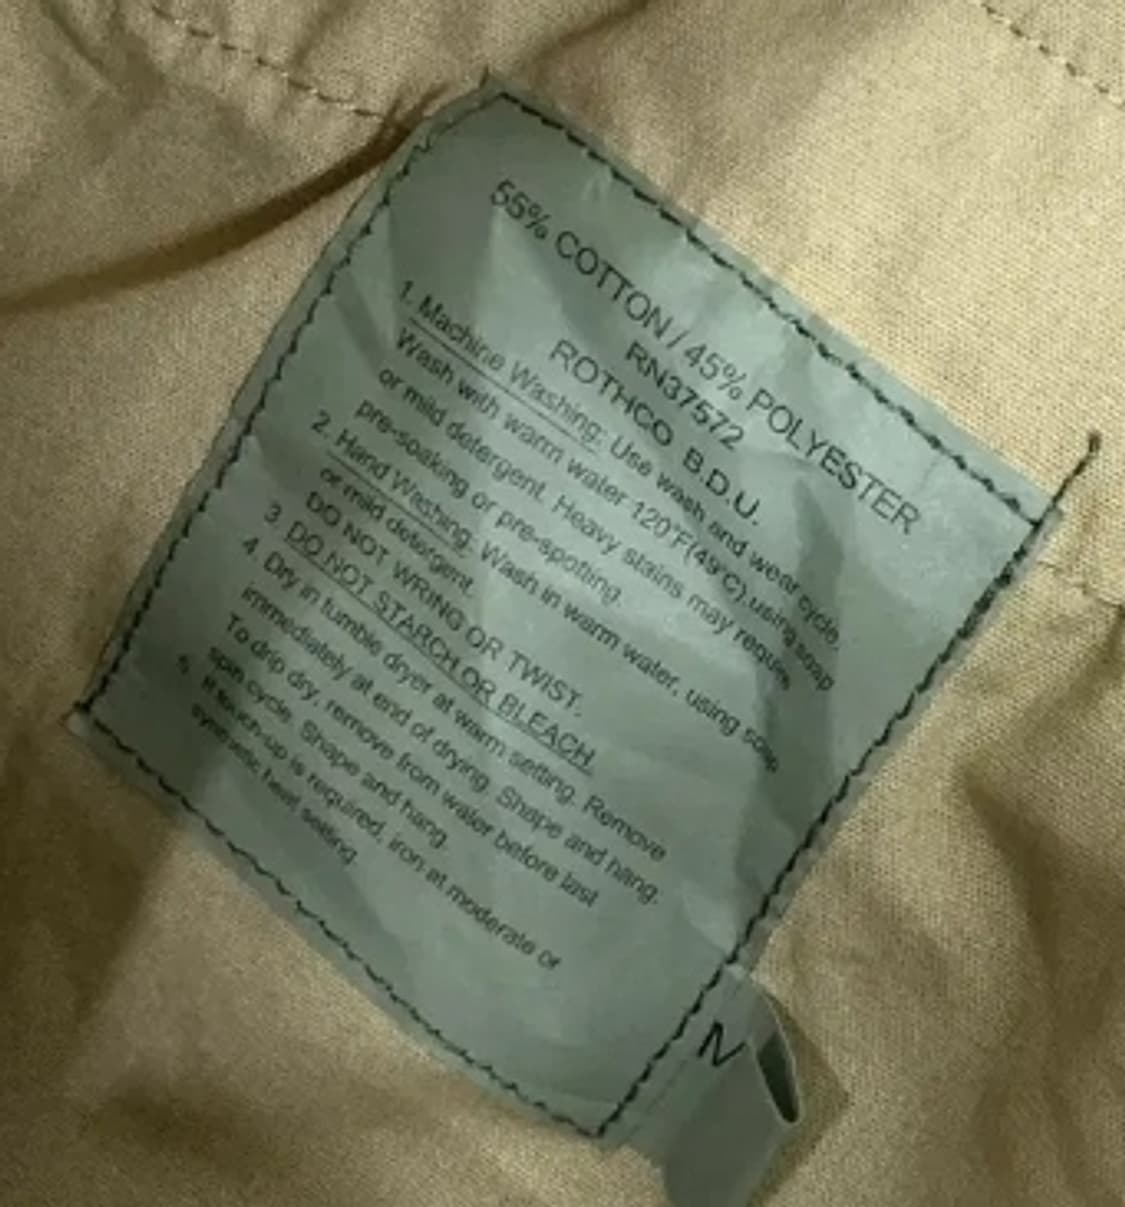 55% COTTON / 45% POLYESTER
RN37572
ROTHCO B.D.U.
1. Machine Washing: Use wash and wear cycle.
Wash with warm water 120°F(49°C).using soap
or mild detergent. Heavy stains may require
pre-soaking or pre-spotting.
2. Hand Washing: Wash in warm water, using soap
or mild detergent.
DO NOT WRING OR TWIST.
3 DO NOT STARCH OR BLEACH
4. Dry in tumble dryer at warm setting. Remove
immediately at end of drying. Shape and hang.
To drip dry, remove from water before last
spin cycle. Shape and hang.
5. If touch-up is required, iron at moderate or
synthetic heat setting
M